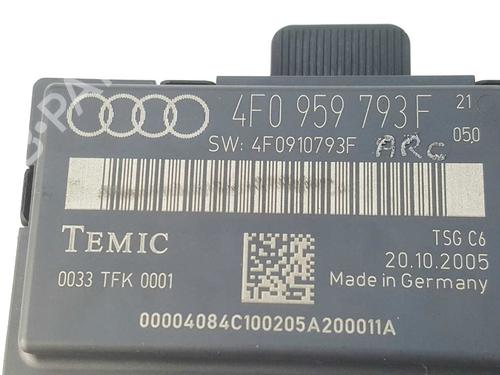 4F0 959 793F
21
050
SW: 4F0910793F
ARC
TEMIC
TSG C6
20.10.2005
0033 TFK 0001
Made in Germany
00004084C100205A200011A